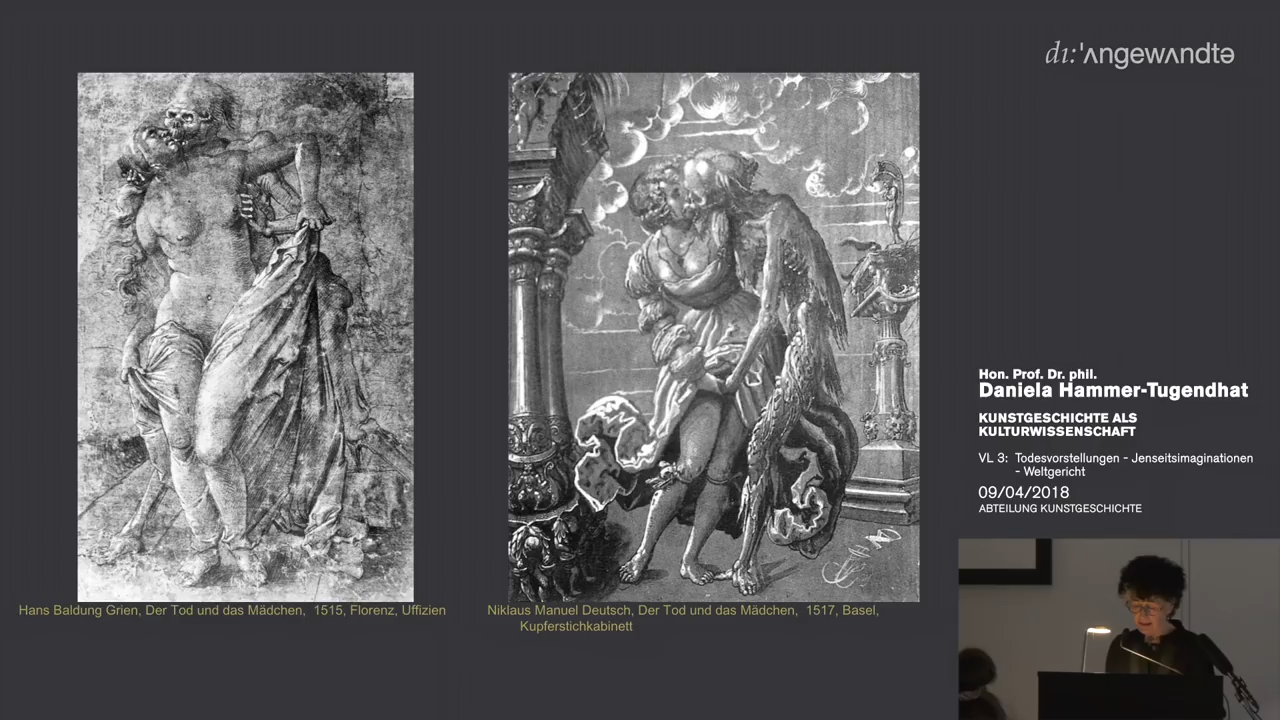 dı:'ʌngewʌndtə
Hans Baldung Grien, Der Tod und das Mädchen, 1515, Florenz, Uffizien
Niklaus Manuel Deutsch, Der Tod und das Mädchen, 1517, Basel,
Kupferstichkabinett
Hon. Prof. Dr. phil.
Daniela Hammer-Tugendhat
KUNSTGESCHICHTE ALS
KULTURWISSENSCHAFT
VL 3: Todesvorstellungen - Jenseitsimaginationen
- Weltgericht
09/04/2018
ABTEILUNG KUNSTGESCHICHTE